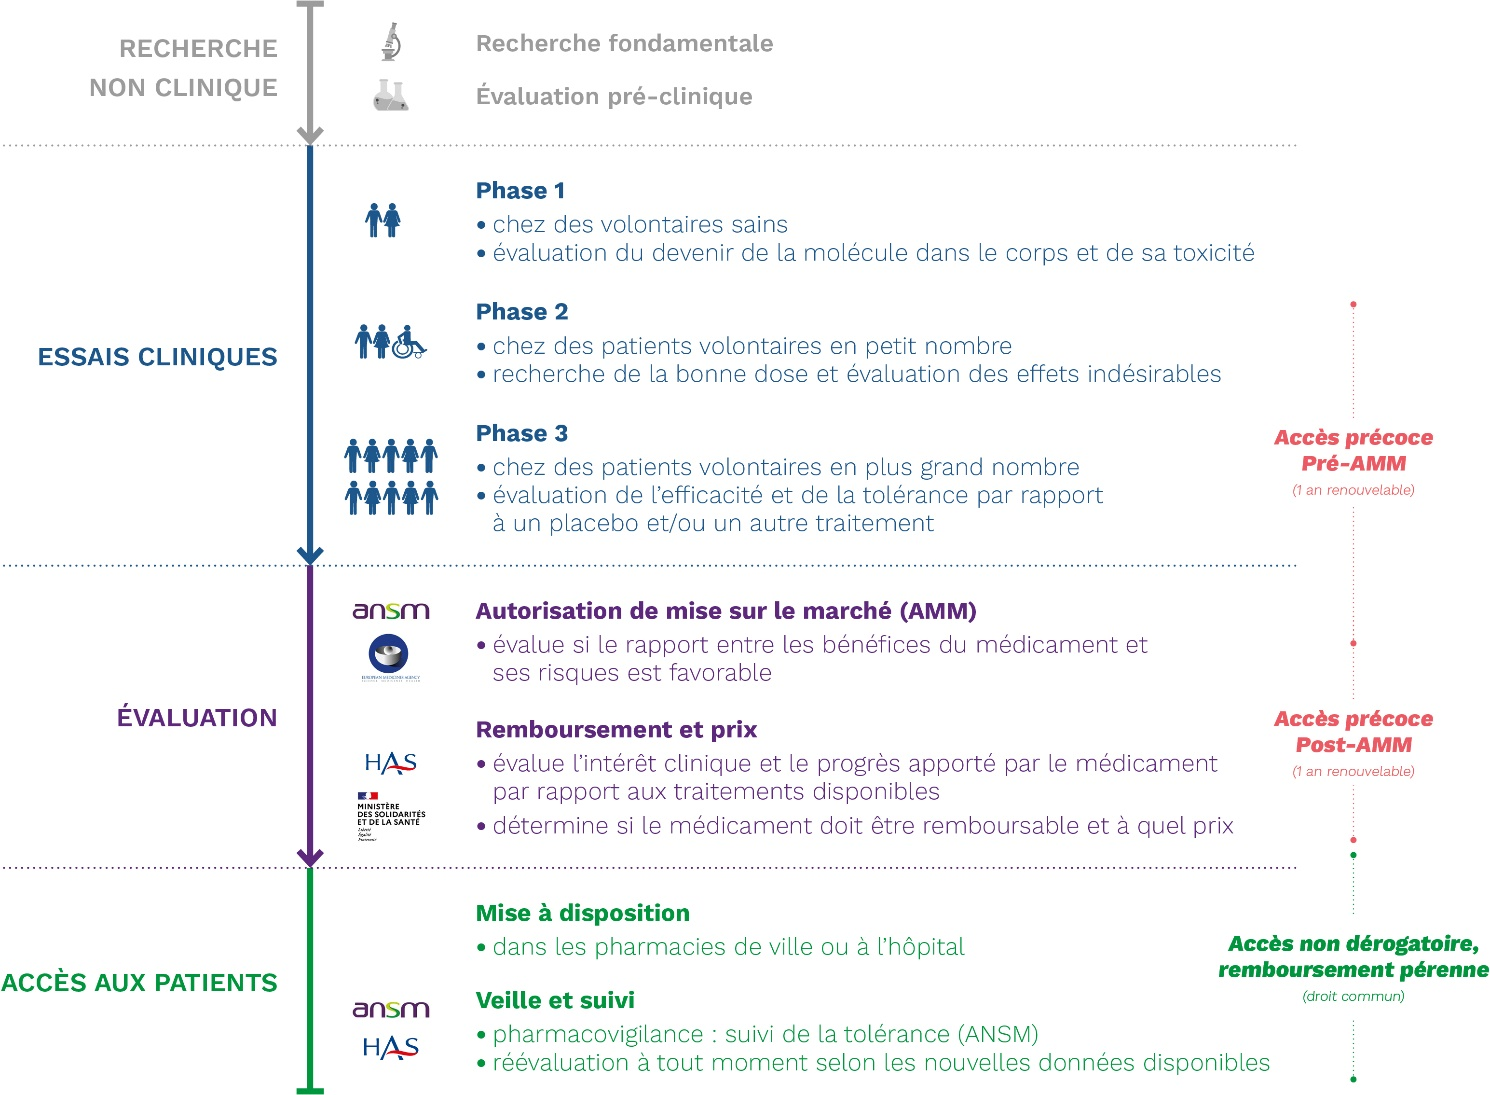 RECHERCHE
NON CLINIQUE
Recherche fondamentale
Évaluation pré-clinique
ESSAIS CLINIQUES
Phase 1
• chez des volontaires sains
• évaluation du devenir de la molécule dans le corps et de sa toxicité
Phase 2
• chez des patients volontaires en petit nombre
• recherche de la bonne dose et évaluation des effets indésirables
Phase 3
• chez des patients volontaires en plus grand nombre
• évaluation de l'efficacité et de la tolérance par rapport
à un placebo et/ou un autre traitement
Accès précoce
Pré-AMM
(1 an renouvelable)
ÉVALUATION
ansm
EUROPEAN MEDICINES AGENCY
Autorisation de mise sur le marché (AMM)
• évalue si le rapport entre les bénéfices du médicament et
ses risques est favorable
Remboursement et prix
HAS
• évalue l'intérêt clinique et le progrès apporté par le médicament
par rapport aux traitements disponibles
MINISTÈRE
DES SOLIDARITÉS
ET DE LA SANTÉ
Liberté
Égalité
Fraternité
• détermine si le médicament doit être remboursable et à quel prix
Accès précoce
Post-AMM
(1 an renouvelable)
ACCÈS AUX PATIENTS
Mise à disposition
• dans les pharmacies de ville ou à l'hôpital
Veille et suivi
ansm
HAS
• pharmacovigilance : suivi de la tolérance (ANSM)
• réévaluation à tout moment selon les nouvelles données disponibles
Accès non dérogatoire,
remboursement pérenne
(droit commun)